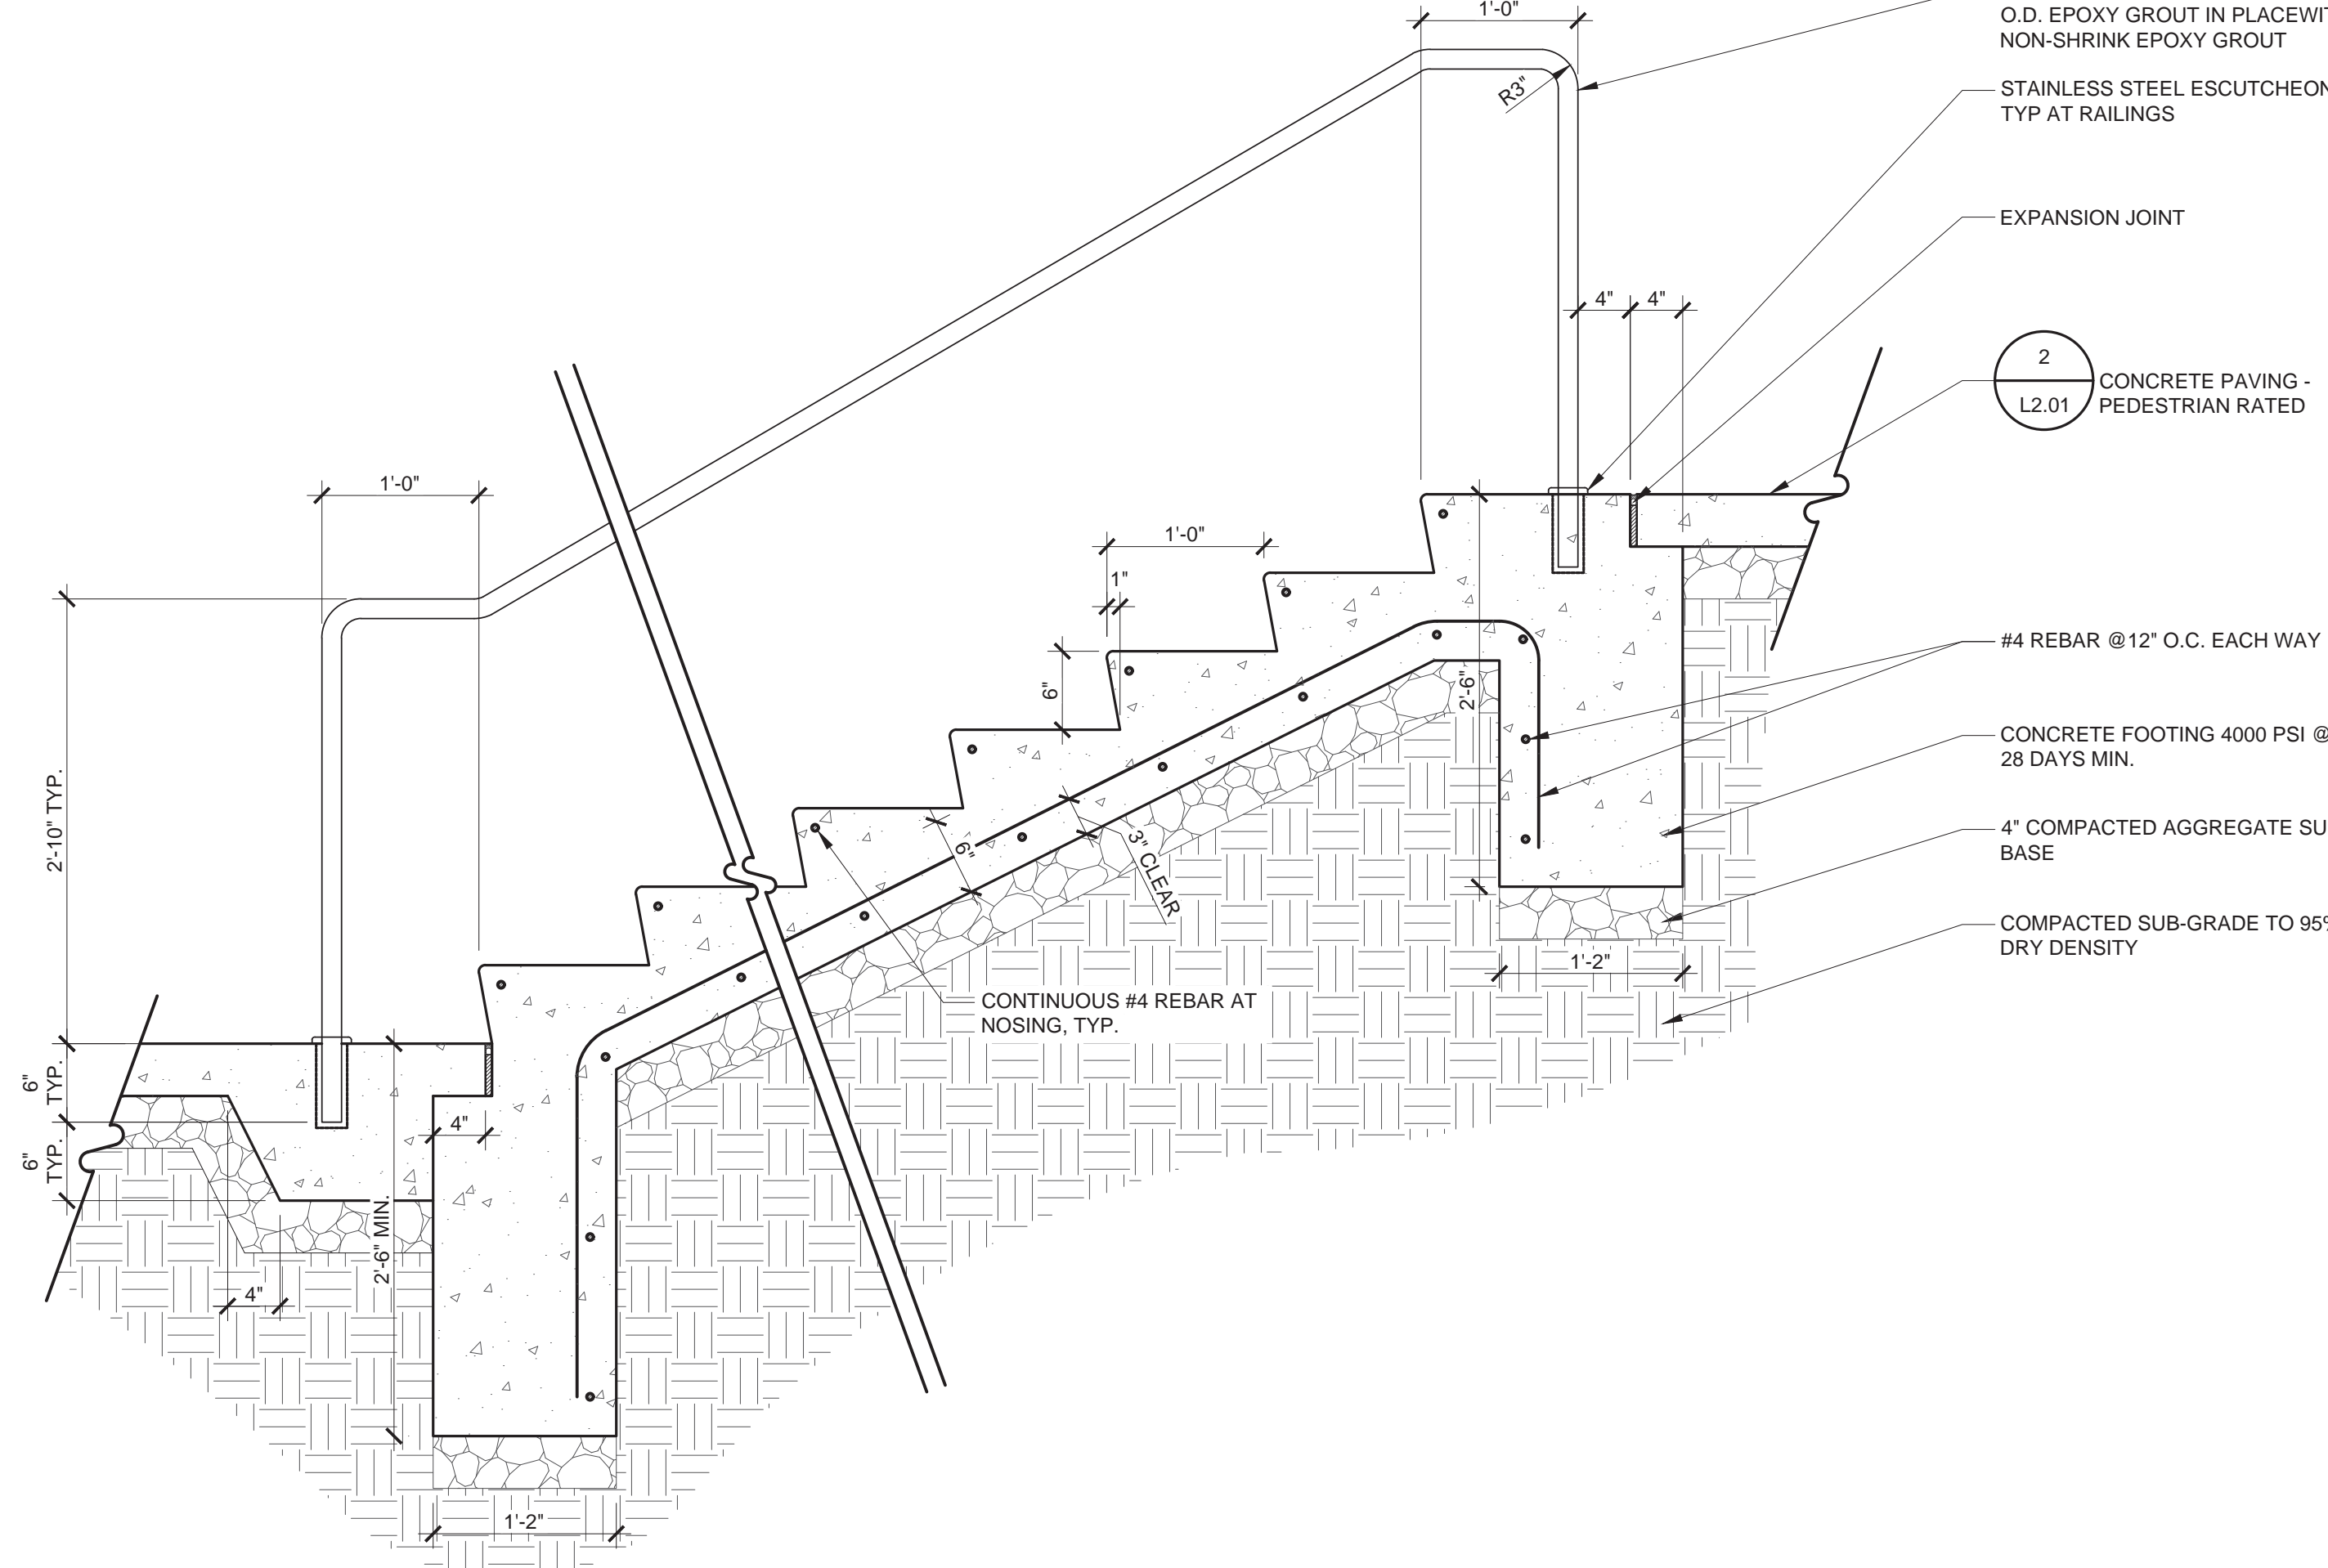 1'-0"
O.D. EPOXY GROUT IN PLACEWIT
NON-SHRINK EPOXY GROUT
R3"
STAINLESS STEEL ESCUTCHEON
TYP AT RAILINGS
EXPANSION JOINT
4" 4"
2
L2.01
CONCRETE PAVING -
PEDESTRIAN RATED
1'-0"
1'-0"
1"
6"
2'-6"
#4 REBAR @12" O.C. EACH WAY
CONCRETE FOOTING 4000 PSI @
28 DAYS MIN.
2'-10" TYP.
6"
3" CLEAR
4" COMPACTED AGGREGATE SU
BASE
COMPACTED SUB-GRADE TO 95%
DRY DENSITY
1'-2"
CONTINUOUS #4 REBAR AT
NOSING, TYP.
6"
TYP.
6"
TYP.
4"
2'-6" MIN.
4"
1'-2"